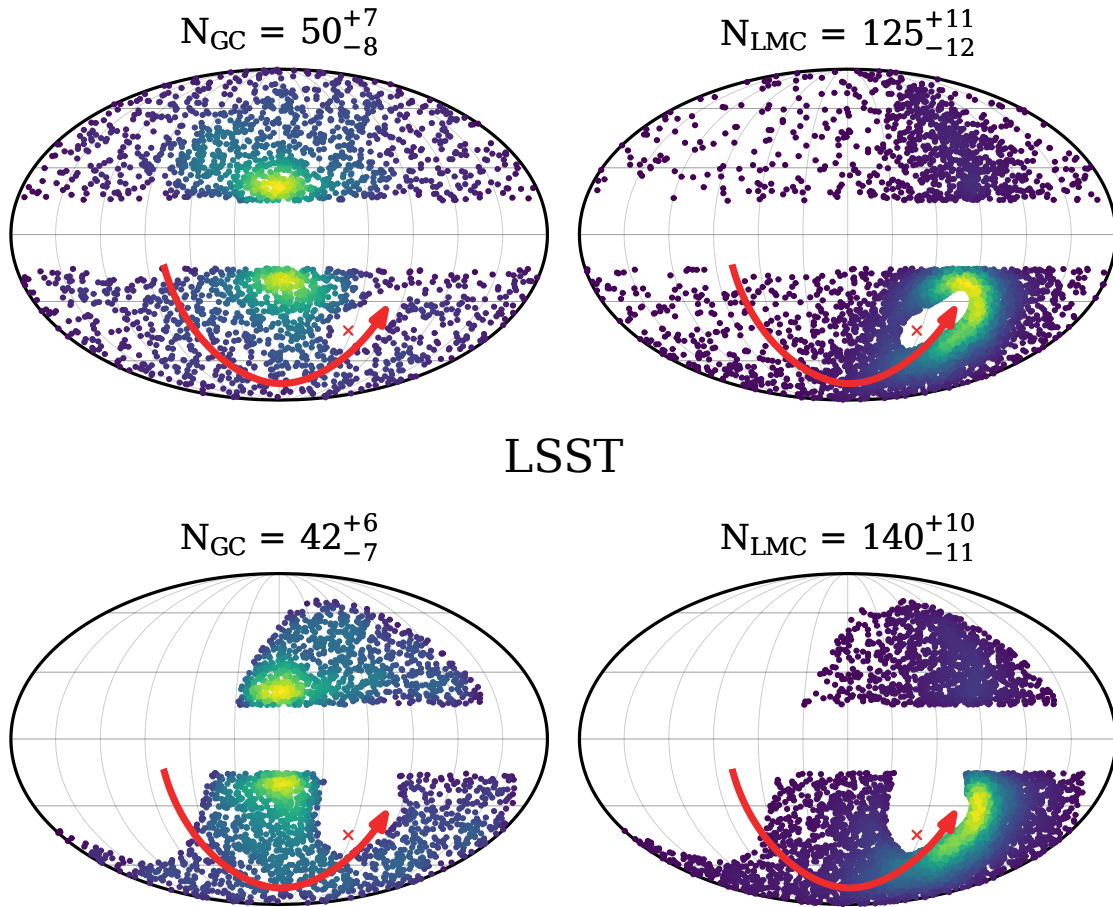 N_GC = 50^{+7}_{−8}
N_LMC = 125^{+11}_{−12}
LSST
N_GC = 42^{+6}_{−7}
N_LMC = 140^{+10}_{−11}